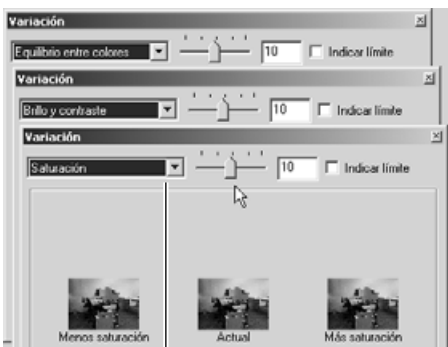 Variación
Equilibrio entre colores 10 Indicar límite
Variación
Brillo y contraste 10 Indicar límite
Variación
Saturación 10 Indicar límite
Menos saturación Actual Más saturación